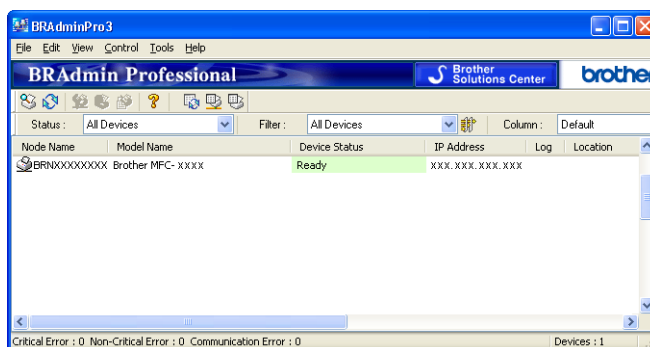 BRAdminPro3
File Edit View Control Tools Help
BRAdmin Professional
Brother Solutions Center
brother
Status : All Devices Filter : All Devices Column : Default
Node Name Model Name Device Status IP Address Log Location
BRNXXXXXXXX Brother MFC- xxxx Ready xxx.xxx.xxx.xxx
Critical Error : 0 Non-Critical Error : 0 Communication Error : 0 Devices : 1